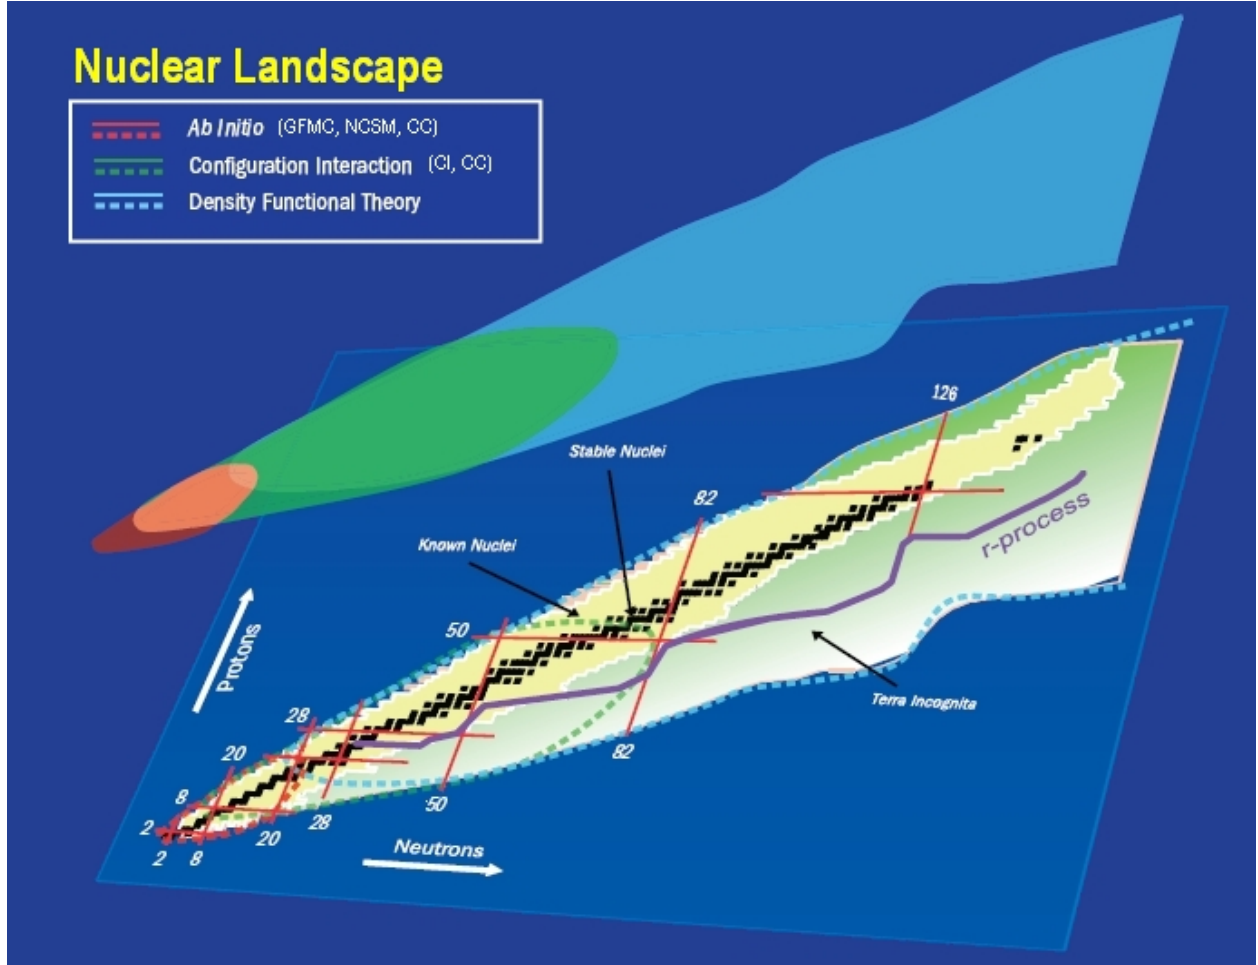 Nuclear Landscape
Ab Initio (GFMC, NCSM, CC)
Configuration Interaction (CI, CC)
Density Functional Theory
126
Stable Nuclei
82
r-process
Known Nuclei
50
Protons
Terra Incognita
28
82
20
50
8
28
2
20
2
8
Neutrons